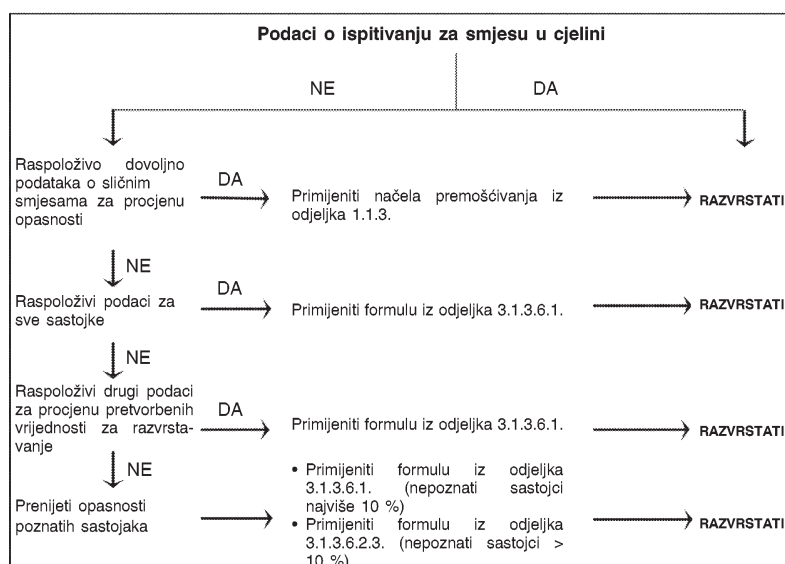 Podaci o ispitivanju za smjesu u cjelini
NE
DA
Raspoloživo dovoljno
podataka o sličnim
smjesama za procjenu
opasnosti
DA
Primijeniti načela premošćivanja iz
odjeljka 1.1.3.
RAZVRSTATI
NE
Raspoloživi podaci za
sve sastojke
DA
Primijeniti formulu iz odjeljka 3.1.3.6.1.
RAZVRSTATI
NE
Raspoloživi drugi podaci
za procjenu pretvorbenih
vrijednosti za razvrsta-
vanje
DA
Primijeniti formulu iz odjeljka 3.1.3.6.1.
RAZVRSTATI
NE
Prenijeti opasnosti
poznatih sastojaka
• Primijeniti formulu iz odjeljka
3.1.3.6.1. (nepoznati sastojci
najviše 10 %)
• Primijeniti formulu iz odjeljka
3.1.3.6.2.3. (nepoznati sastojci >
10 %)
RAZVRSTATI